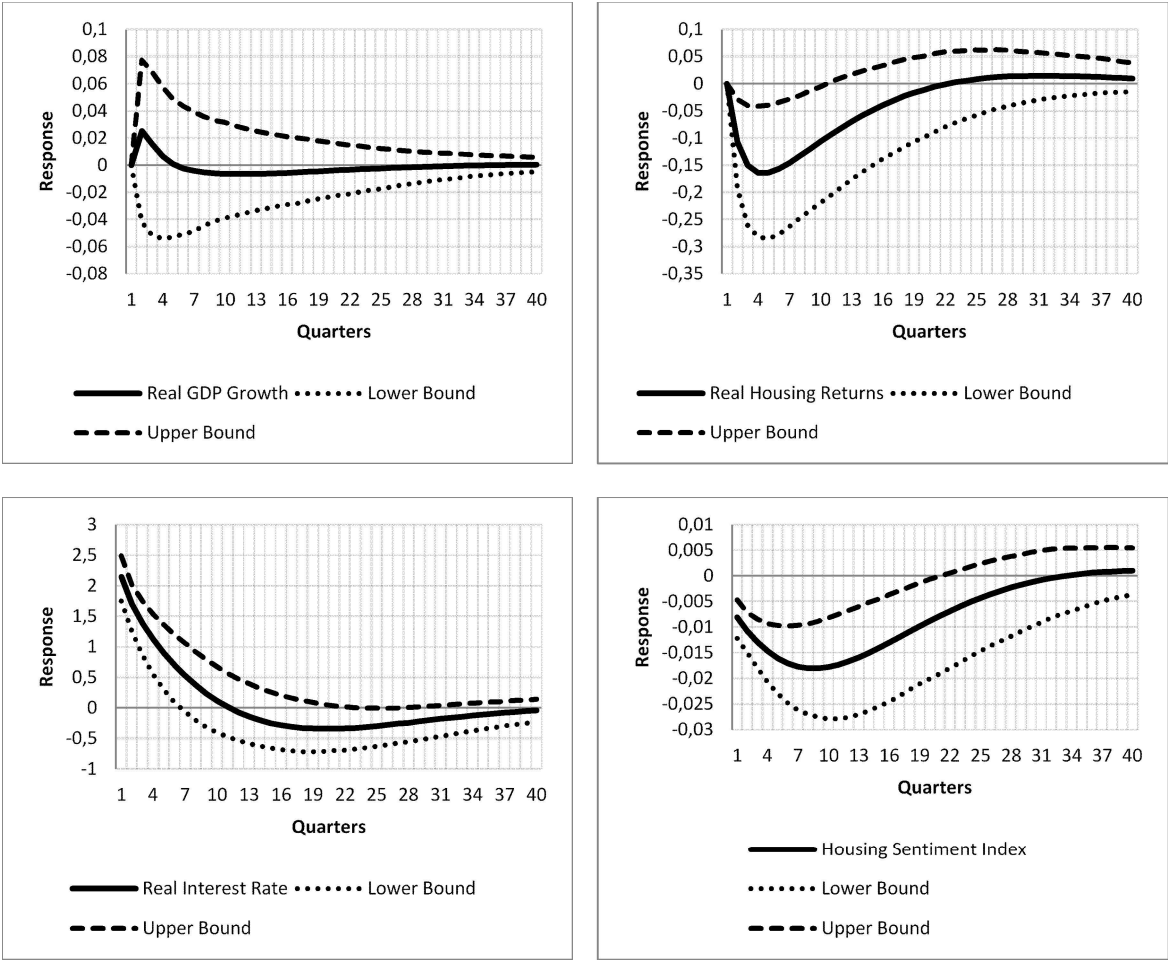 0,1
0,08
0,06
0,04
0,02
0
-0,02
-0,04
-0,06
-0,08
Response
1 4 7 10 13 16 19 22 25 28 31 34 37 40
Quarters
Real GDP Growth Lower Bound
Upper Bound
0,1
0,05
0
-0,05
-0,1
-0,15
-0,2
-0,25
-0,3
-0,35
Response
1 4 7 10 13 16 19 22 25 28 31 34 37 40
Quarters
Real Housing Returns Lower Bound
Upper Bound
3
2,5
2
1,5
1
0,5
0
-0,5
-1
Response
1 4 7 10 13 16 19 22 25 28 31 34 37 40
Quarters
Real Interest Rate Lower Bound
Upper Bound
0,01
0,005
0
-0,005
-0,01
-0,015
-0,02
-0,025
-0,03
Response
1 4 7 10 13 16 19 22 25 28 31 34 37 40
Quarters
Housing Sentiment Index
Lower Bound
Upper Bound